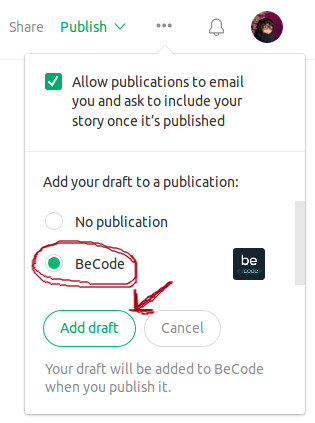 Share Publish
Allow publications to email
you and ask to include your
story once it’s published
Add your draft to a publication:
No publication
BeCode
be
Add draft Cancel
Your draft will be added to BeCode
when you publish it.